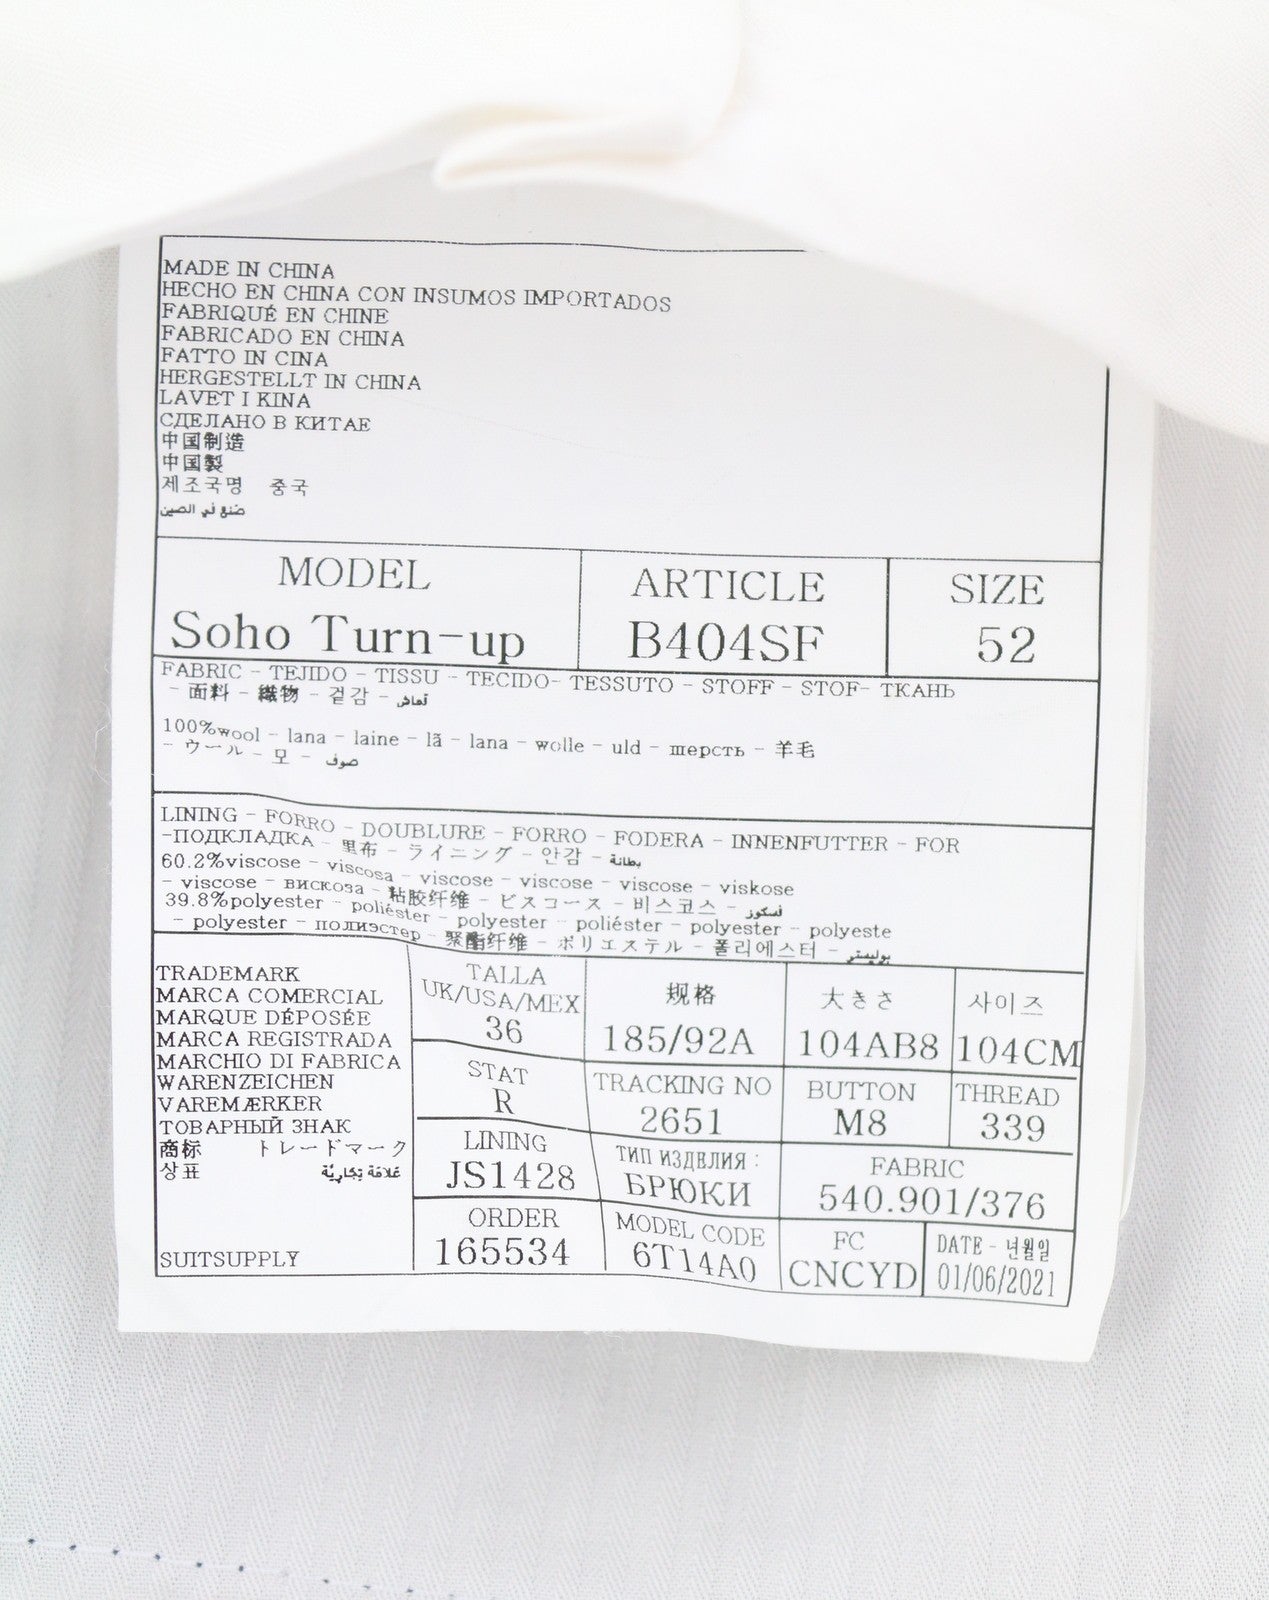 MADE IN CHINA
HECHO EN CHINA CON INSUMOS IMPORTADOS
FABRIQUÉ EN CHINE
FABRICADO EN CHINA
FATTO IN CINA
HERGESTELLT IN CHINA
LAVET I KINA
СДЕЛАНО В КИТАЕ
中国制造
中国製
제조국명 중국
صنع في الصين
MODEL ARTICLE SIZE
Soho Turn-up B404SF 52
FABRIC - TEJIDO - TISSU - TECIDO- TESSUTO - STOFF - STOF- ТКАНЬ
- 面料 - 織物 - 겉감 - قماش
100%wool - lana - laine - lã - lana - wolle - uld - шерсть - 羊毛
- ウール - 모 - صوف
LINING - FORRO - DOUBLURE - FORRO - FODERA - INNENFUTTER - FOR
-ПОДКЛАДКА - 里布 - ライニング - 안감 - بطانة
60.2%viscose - viscosa - viscose - viscose - viscose - viskose
- viscose - вискоза - 粘胶纤维 - ビスコース - 비스코스 - فسكوز
39.8%polyester - poliéster - polyester - poliéster - polyester - polyeste
- polyester - полиэстер - 聚酯纤维 - ポリエステル - 폴리에스터 - بوليستر
TRADEMARK
MARCA COMERCIAL
MARQUE DÉPOSÉE
MARCA REGISTRADA
MARCHIO DI FABRICA
WARENZEICHEN
VAREMÆRKER
ТОВАРНЫЙ ЗНАК
商标 トレードマーク
상표 علامة تجارية
SUITSUPPLY
TALLA
UK/USA/MEX 规格 大きさ 사이즈
36 185/92A 104AB8 104CM
STAT TRACKING NO BUTTON THREAD
R 2651 M8 339
LINING ТИП ИЗДЕЛИЯ : FABRIC
JS1428 БРЮКИ 540.901/376
ORDER MODEL CODE FC DATE - 년월일
165534 6T14A0 CNCYD 01/06/2021